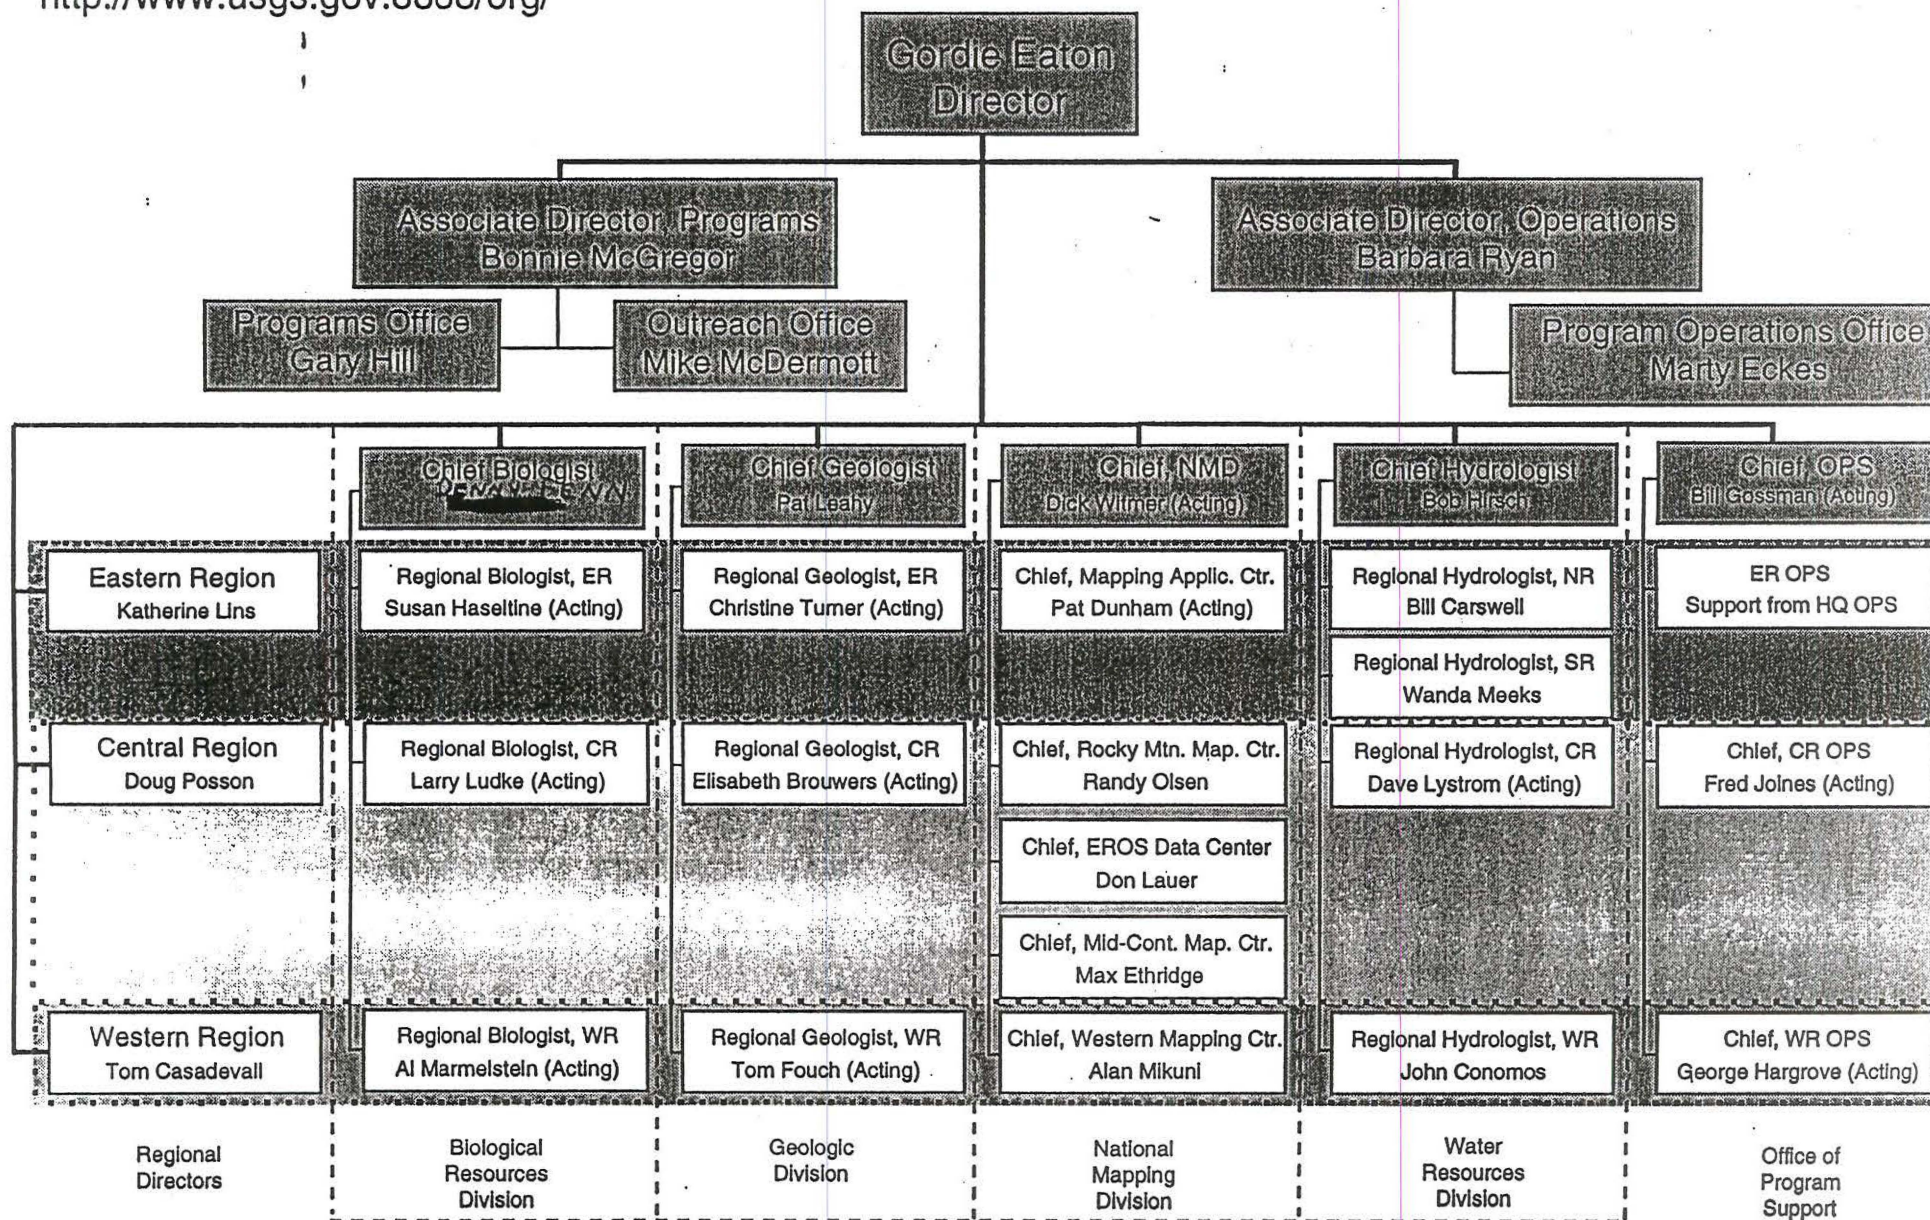 http://www.usgs.gov:8888/org/
Gordie Eaton
Director
Associate Director, Programs
Bonnie McGregor
Associate Director, Operations
Barbara Ryan
Programs Office
Gary Hill
Outreach Office
Mike McDermott
Program Operations Office
Marty Eckes
Chief Biologist
DENNY FENN
Chief Geologist
Pat Leahy
Chief, NMD
Dick Witmer (Acting)
Chief Hydrologist
Bob Hirsch
Chief, OPS
Bill Gossman (Acting)
Eastern Region
Katherine Lins
Regional Biologist, ER
Susan Haseltine (Acting)
Regional Geologist, ER
Christine Turner (Acting)
Chief, Mapping Applic. Ctr.
Pat Dunham (Acting)
Regional Hydrologist, NR
Bill Carswell
ER OPS
Support from HQ OPS
Regional Hydrologist, SR
Wanda Meeks
Central Region
Doug Posson
Regional Biologist, CR
Larry Ludke (Acting)
Regional Geologist, CR
Elisabeth Brouwers (Acting)
Chief, Rocky Mtn. Map. Ctr.
Randy Olsen
Regional Hydrologist, CR
Dave Lystrom (Acting)
Chief, CR OPS
Fred Joines (Acting)
Chief, EROS Data Center
Don Lauer
Chief, Mid-Cont. Map. Ctr.
Max Ethridge
Western Region
Tom Casadevall
Regional Biologist, WR
Al Marmelstein (Acting)
Regional Geologist, WR
Tom Fouch (Acting)
Chief, Western Mapping Ctr.
Alan Mikuni
Regional Hydrologist, WR
John Conomos
Chief, WR OPS
George Hargrove (Acting)
Regional
Directors
Biological
Resources
Division
Geologic
Division
National
Mapping
Division
Water
Resources
Division
Office of
Program
Support